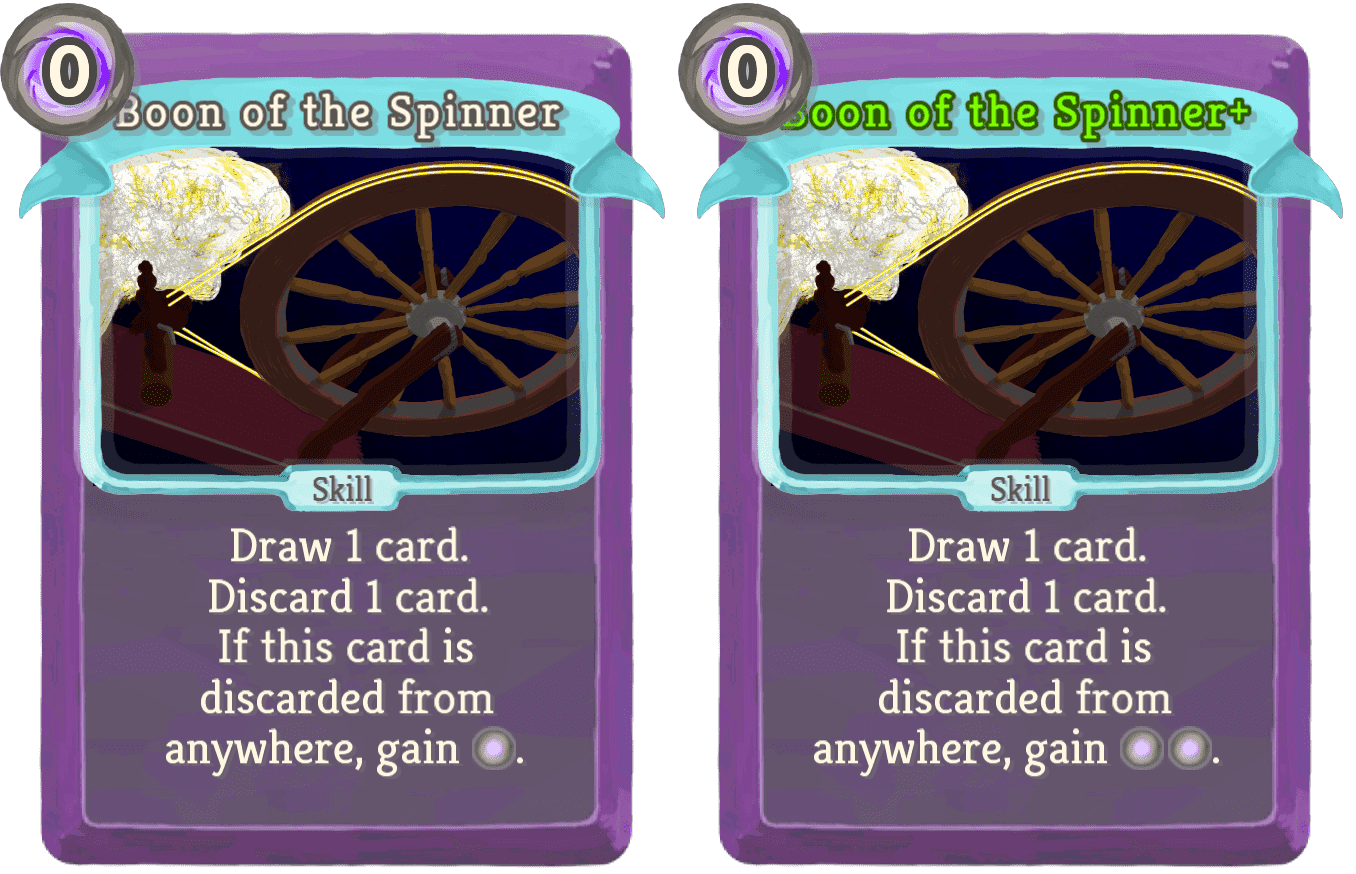 0
Boon of the Spinner
Skill
Draw 1 card.
Discard 1 card.
If this card is
discarded from
anywhere, gain .
0
Boon of the Spinner+
Skill
Draw 1 card.
Discard 1 card.
If this card is
discarded from
anywhere, gain .